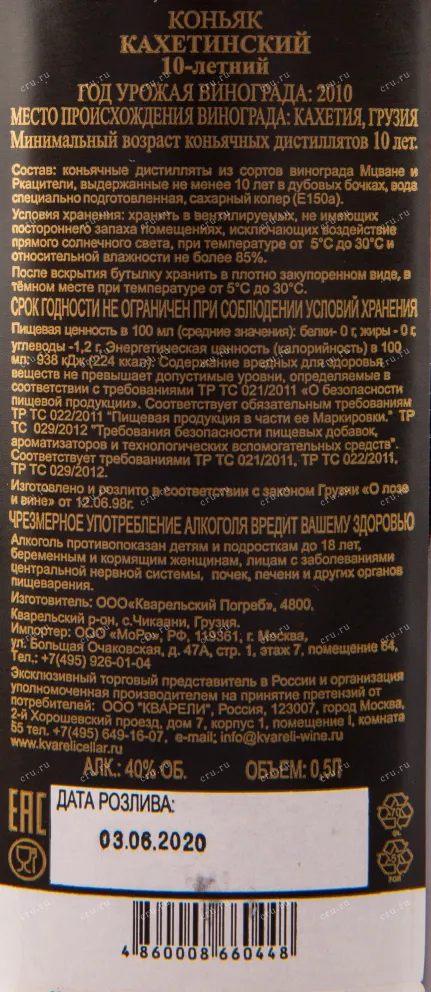 КОНЬЯК
КАХЕТИНСКИЙ
10-летний
ГОД УРОЖАЯ ВИНОГРАДА: 2010
МЕСТО ПРОИСХОЖДЕНИЯ ВИНОГРАДА: КАХЕТИЯ, ГРУЗИЯ
Минимальный возраст коньячных дистиллятов 10 лет.
Состав: коньячные дистилляты из сортов винограда Мцване и
Ркацители, выдержанные не менее 10 лет в дубовых бочках, вода
специально подготовленная, сахарный колер (Е150а).
Условия хранения: хранить в вентилируемых, не имеющих
постороннего запаха помещениях, исключающих воздействие
прямого солнечного света, при температуре от 5°С до 30°С и
относительной влажности не более 85%.
После вскрытия бутылку хранить в плотно закупоренном виде, в
тёмном месте при температуре от 5°С до 30°С.
СРОК ГОДНОСТИ НЕ ОГРАНИЧЕН ПРИ СОБЛЮДЕНИИ УСЛОВИЙ ХРАНЕНИЯ
Пищевая ценность в 100 мл (средние значения): белки- 0 г, жиры - 0 г,
углеводы -1,2 г. Энергетическая ценность (калорийность) в 100
мл: 938 кДж (224 ккал). Содержание вредных для здоровья
веществ не превышает допустимые уровни, определяемые в
соответствии с требованиями ТР ТС 021/2011 «О безопасности
пищевой продукции». Соответствует обязательным требованиям
ТР ТС 022/2011 "Пищевая продукция в части ее Маркировки." ТР
ТС 029/2012 "Требования безопасности пищевых добавок,
ароматизаторов и технологических вспомогательных средств".
Соответствует требованиями ТР ТС 021/2011, ТР ТС 022/2011,
ТР ТС 029/2012.
Изготовлено и розлито в соответствии с законом Грузии «О лозе
и вине» от 12.06.98г.
ЧРЕЗМЕРНОЕ УПОТРЕБЛЕНИЕ АЛКОГОЛЯ ВРЕДИТ ВАШЕМУ ЗДОРОВЬЮ
Алкоголь противопоказан детям и подросткам до 18 лет,
беременным и кормящим женщинам, лицам с заболеваниями
центральной нервной системы, почек, печени и других органов
пищеварения.
Изготовитель: ООО«Кварельский Погреб», 4800,
Кварельский р-он, с.Чикаани, Грузия.
Импортер: ООО «МоРо», РФ, 119361, г. Москва,
ул. Большая Очаковская, д. 47А, стр. 1, этаж 7, помещение 64,
Тел.: +7(495) 926-01-04
Эксклюзивный торговый представитель в России и организация
уполномоченная производителем на принятие претензий от
потребителей: ООО "КВАРЕЛИ", Россия, 123007, город Москва,
2-й Хорошевский проезд, дом 7, корпус 1, помещение I, комната
65 тел. +7(495) 649-16-07, e-mail; info@kvareli-wine.ru
www.kvarelicellar.ru
АЛК.: 40% ОБ. ОБЪЕМ: 0,5Л
ЕАС
ДАТА РОЗЛИВА:
03.06.2020
4 860008 660448